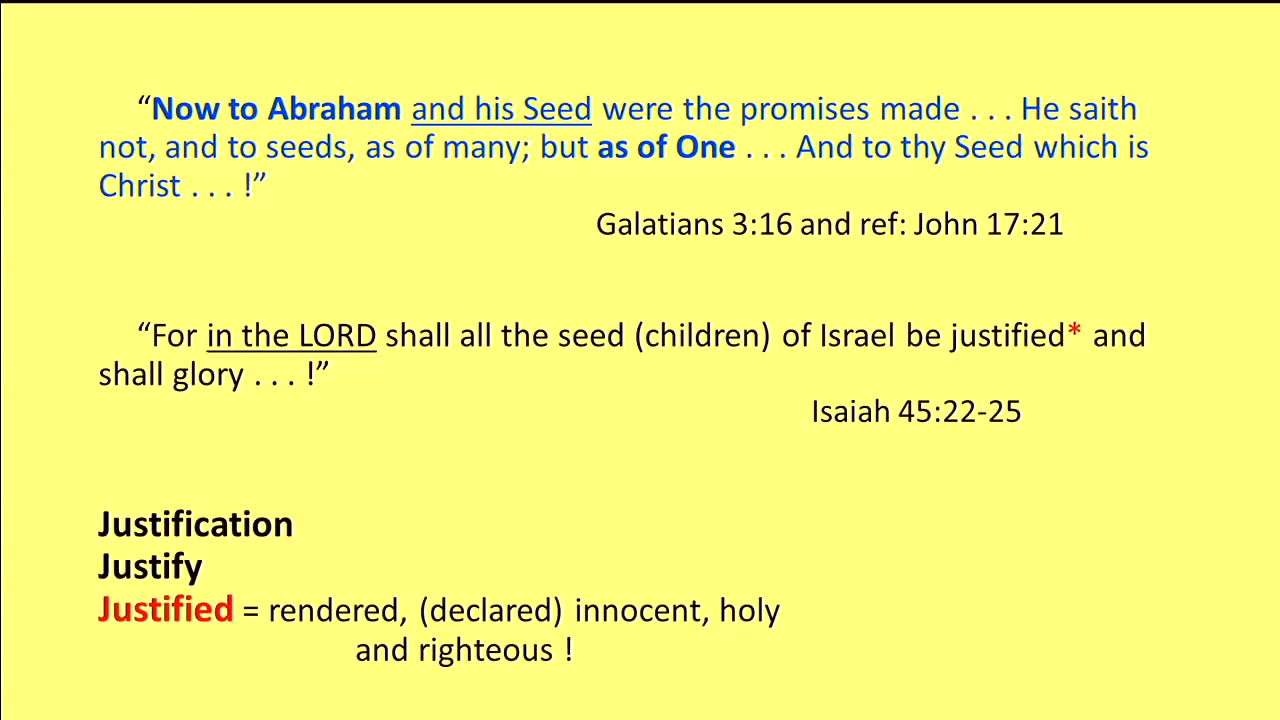 “Now to Abraham and his Seed were the promises made . . . He saith
not, and to seeds, as of many; but as of One . . . And to thy Seed which is
Christ . . . !”
Galatians 3:16 and ref: John 17:21
“For in the LORD shall all the seed (children) of Israel be justified* and
shall glory . . . !”
Isaiah 45:22-25
Justification
Justify
Justified = rendered, (declared) innocent, holy
and righteous !